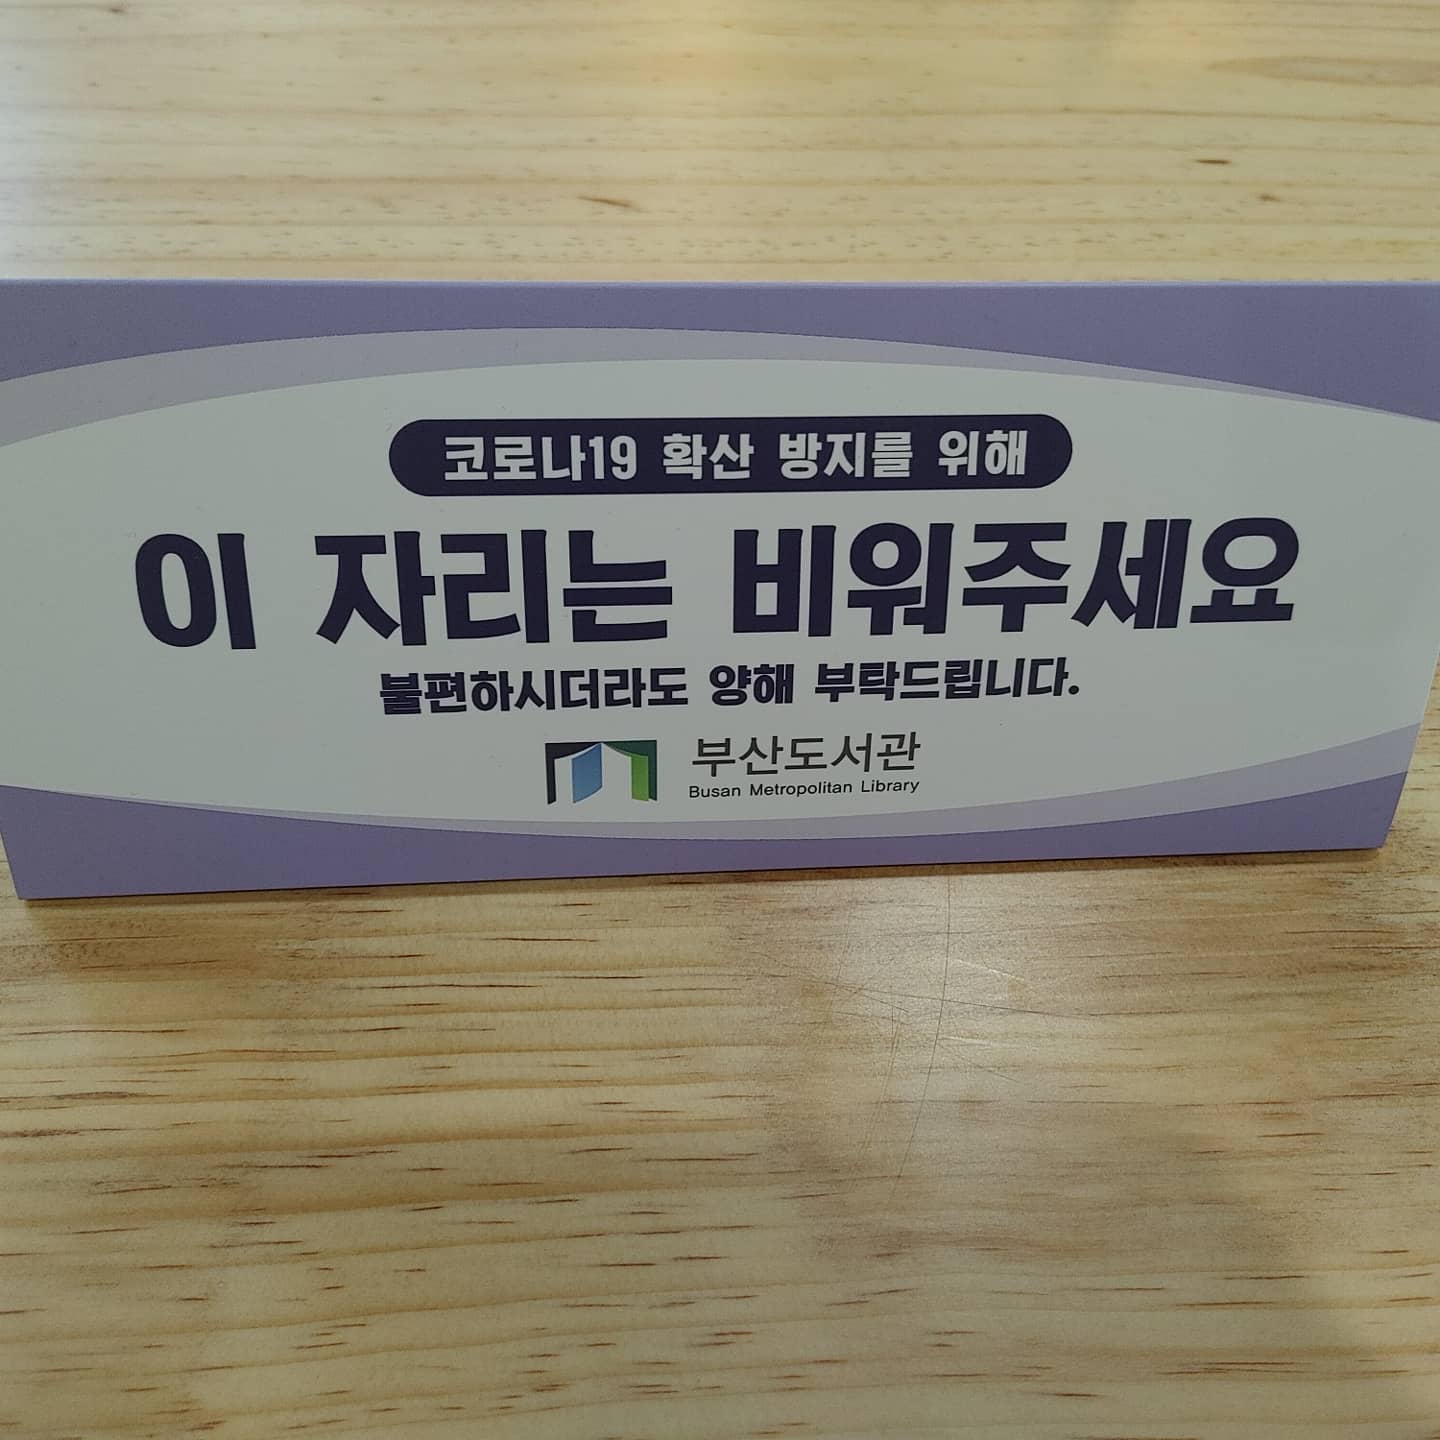 코로나19 확산 방지를 위해
이 자리는 비워주세요
불편하시더라도 양해 부탁드립니다.
부산도서관
Busan Metropolitan Library